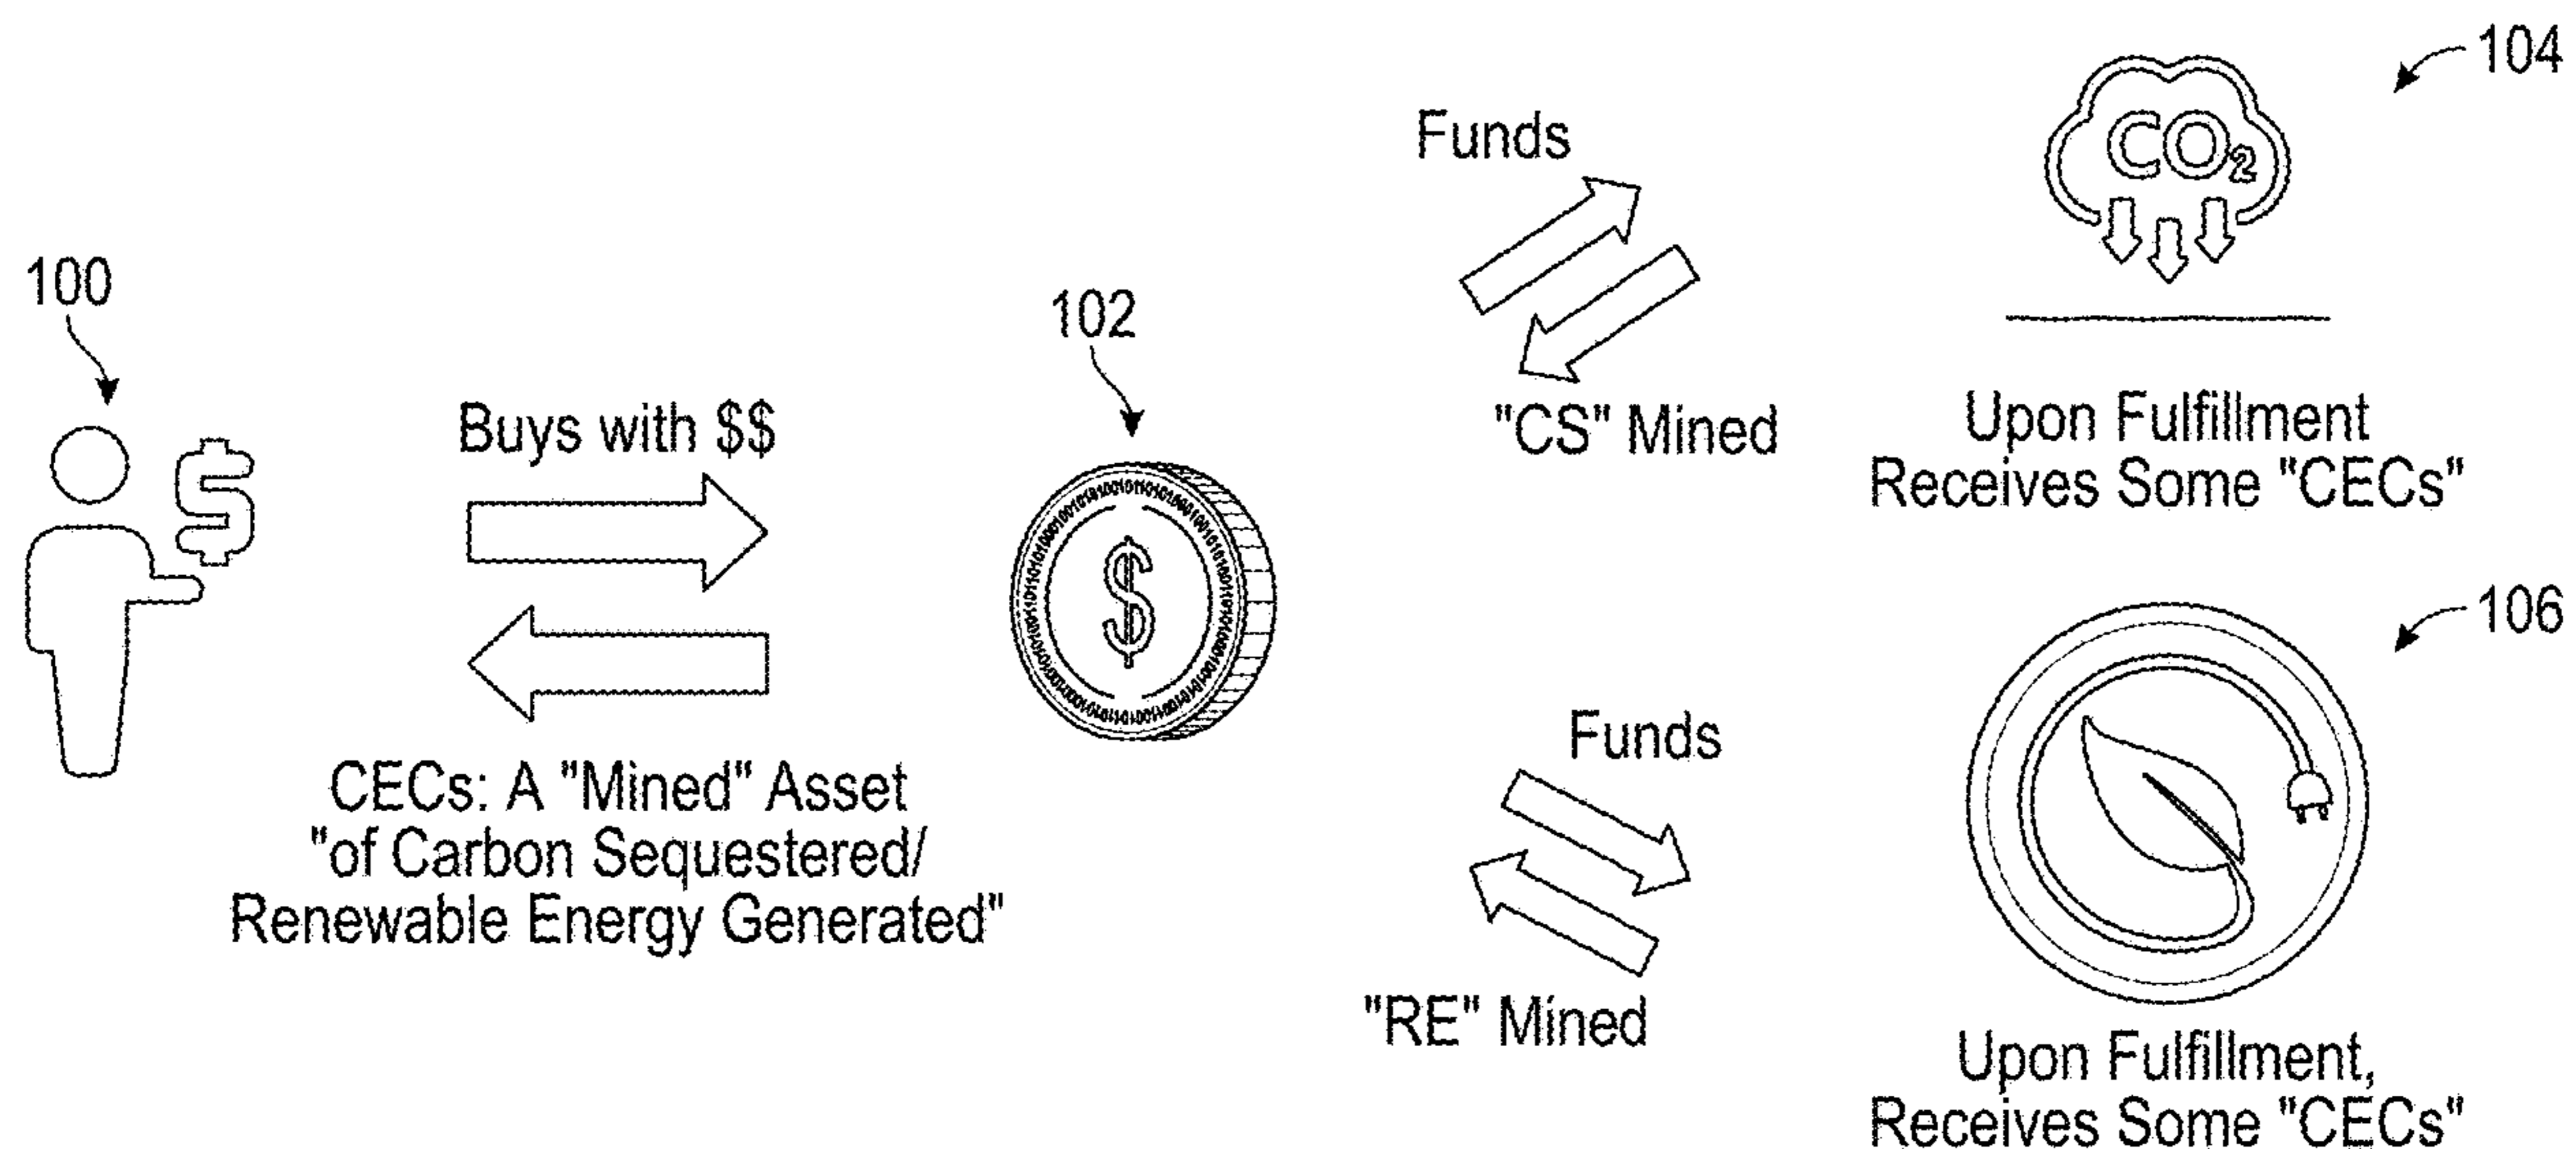 104
CO₂
Funds
100
102
"CS" Mined
Upon Fulfillment
Receives Some "CECs"
Buys with $$
$
$
CECs: A "Mined" Asset
"of Carbon Sequestered/
Renewable Energy Generated"
106
Funds
"RE" Mined
Upon Fulfillment,
Receives Some "CECs"